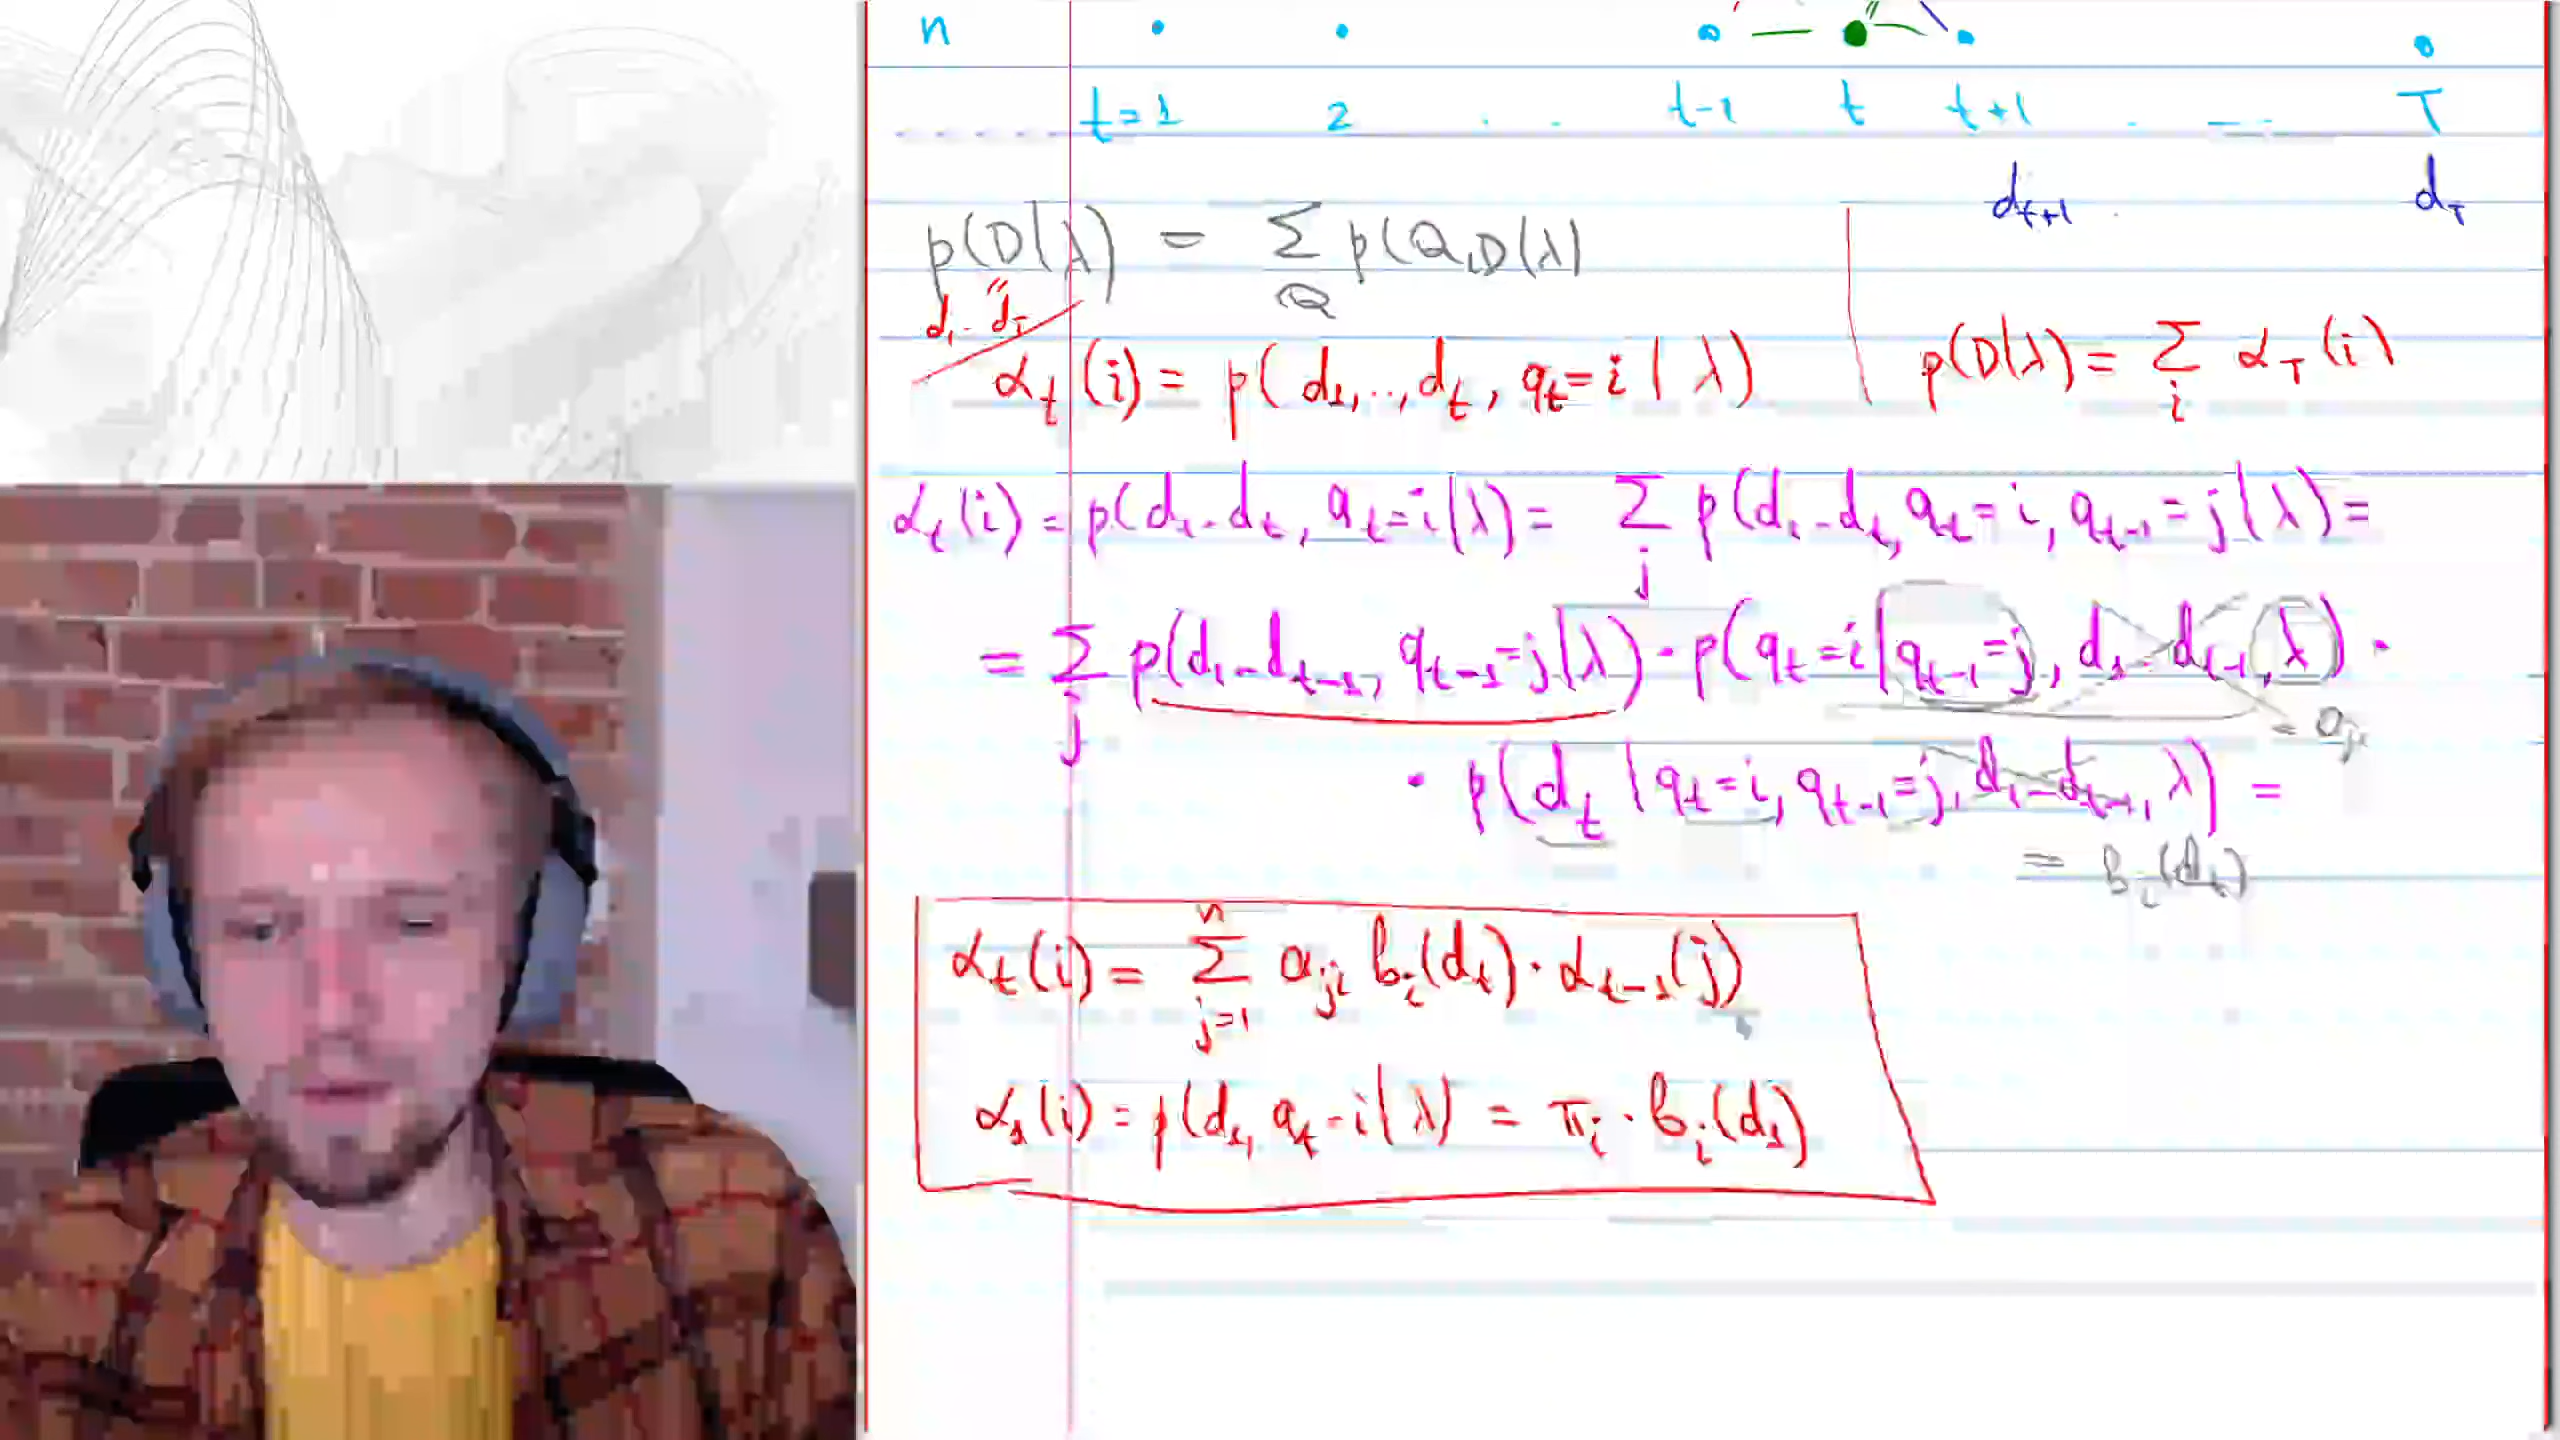 n
t=1 2 . . t-1 t t+1 . — T
d_{t+1} d_T
p(D|λ) = Σ_Q p(Q,D|λ)
d_1 - d_T
α_t(i) = p(d_1,..,d_t, q_t=i | λ) p(D|λ) = Σ_i α_T(i)
α_t(i) = p(d_1-d_t, q_t=i|λ) = Σ_j p(d_1-d_t, q_t=i, q_{t-1}=j|λ) =
= Σ_j p(d_1-d_{t-1}, q_{t-1}=j|λ) · p(q_t=i|q_{t-1}=j, d_1-d_{t-1}, λ) ·
= a_{ji}
· p(d_t | q_t=i, q_{t-1}=j, d_1-d_{t-1}, λ) =
= b_i(d_t)
α_t(i) = Σ_{j=1}^n a_{ji} b_i(d_t) · α_{t-1}(j)
α_1(i) = p(d_1, q_t=i|λ) = π_i · b_i(d_1)